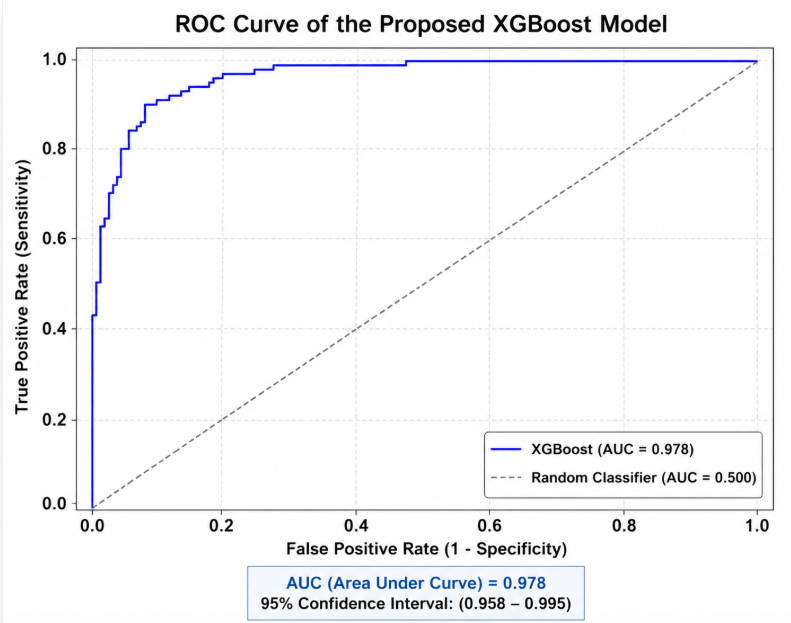 ROC Curve of the Proposed XGBoost Model
True Positive Rate (Sensitivity)
1.0
0.8
0.6
0.4
0.2
0.0
XGBoost (AUC = 0.978)
Random Classifier (AUC = 0.500)
0.0 0.2 0.4 0.6 0.8 1.0
False Positive Rate (1 - Specificity)
AUC (Area Under Curve) = 0.978
95% Confidence Interval: (0.958 – 0.995)